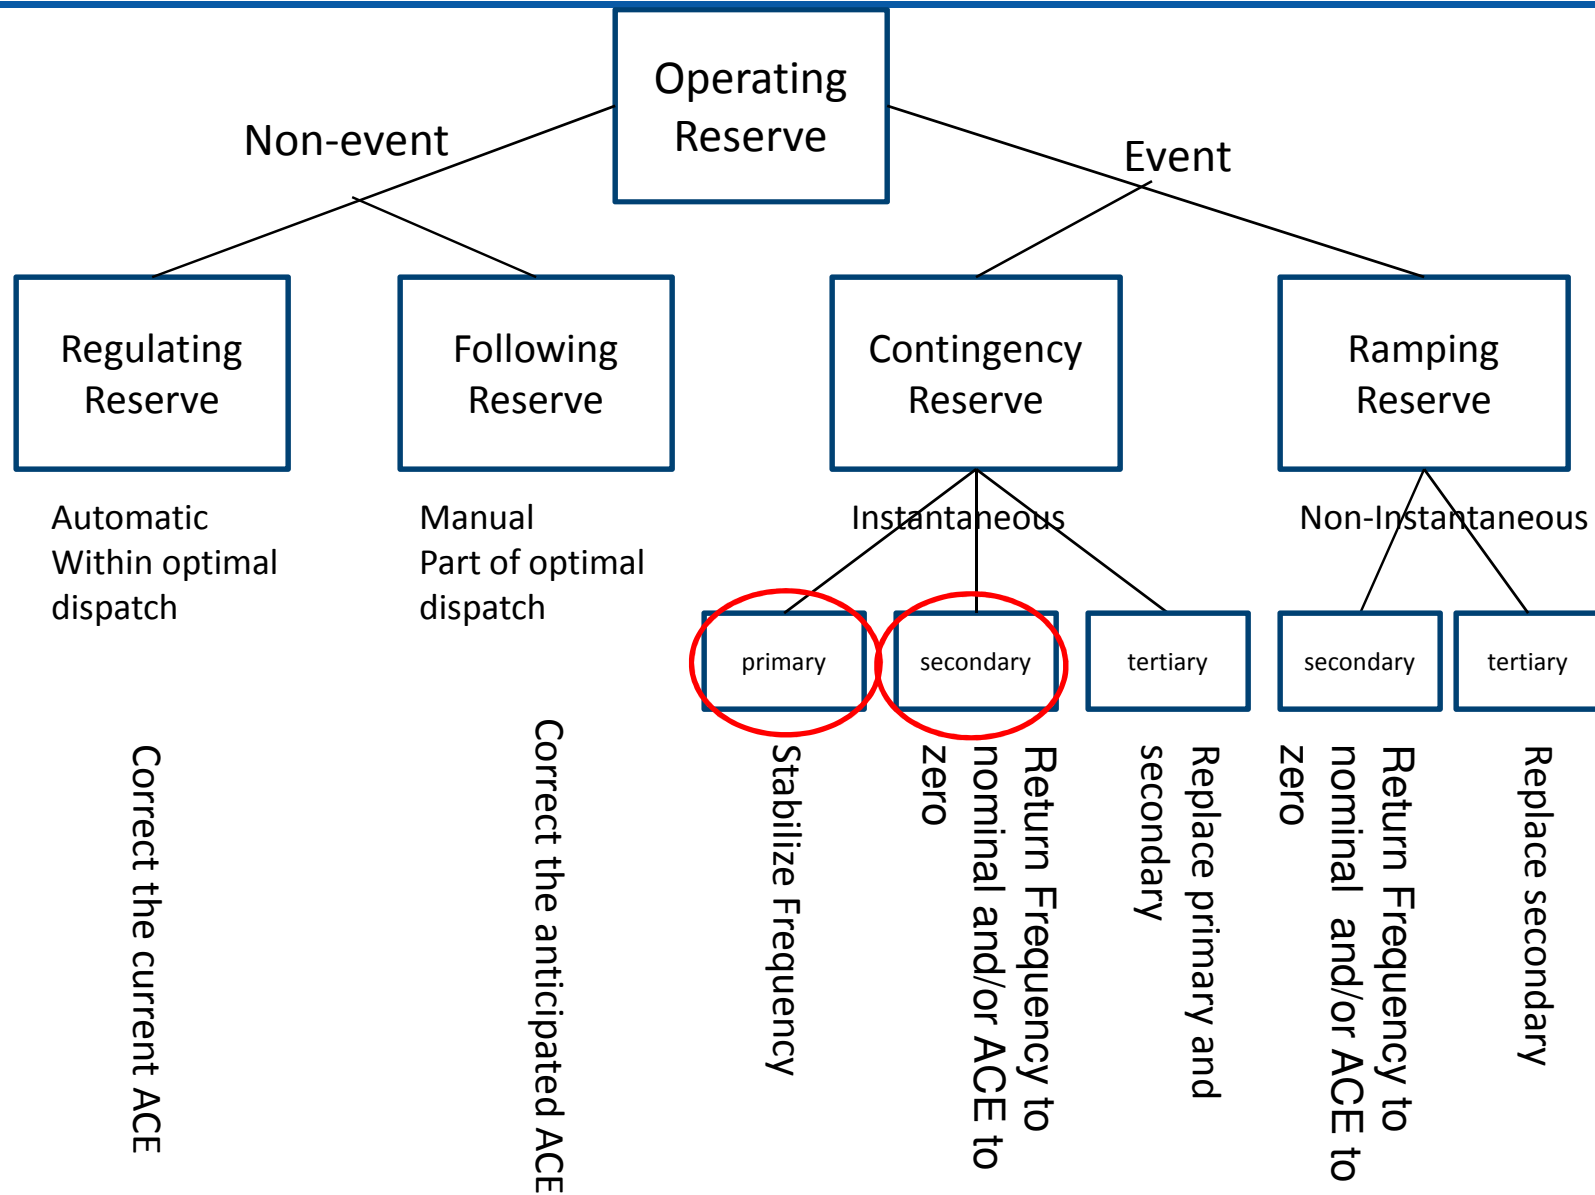 Operating
Reserve
Non-event
Event
Regulating
Reserve
Following
Reserve
Contingency
Reserve
Ramping
Reserve
Automatic
Within optimal
dispatch
Manual
Part of optimal
dispatch
Instantaneous
Non-Instantaneous
primary
secondary
tertiary
secondary
tertiary
Correct the current ACE
Correct the anticipated ACE
Stabilize Frequency
Return Frequency to
nominal and/or ACE to
zero
Replace primary and
secondary
Return Frequency to
nominal and/or ACE to
zero
Replace secondary